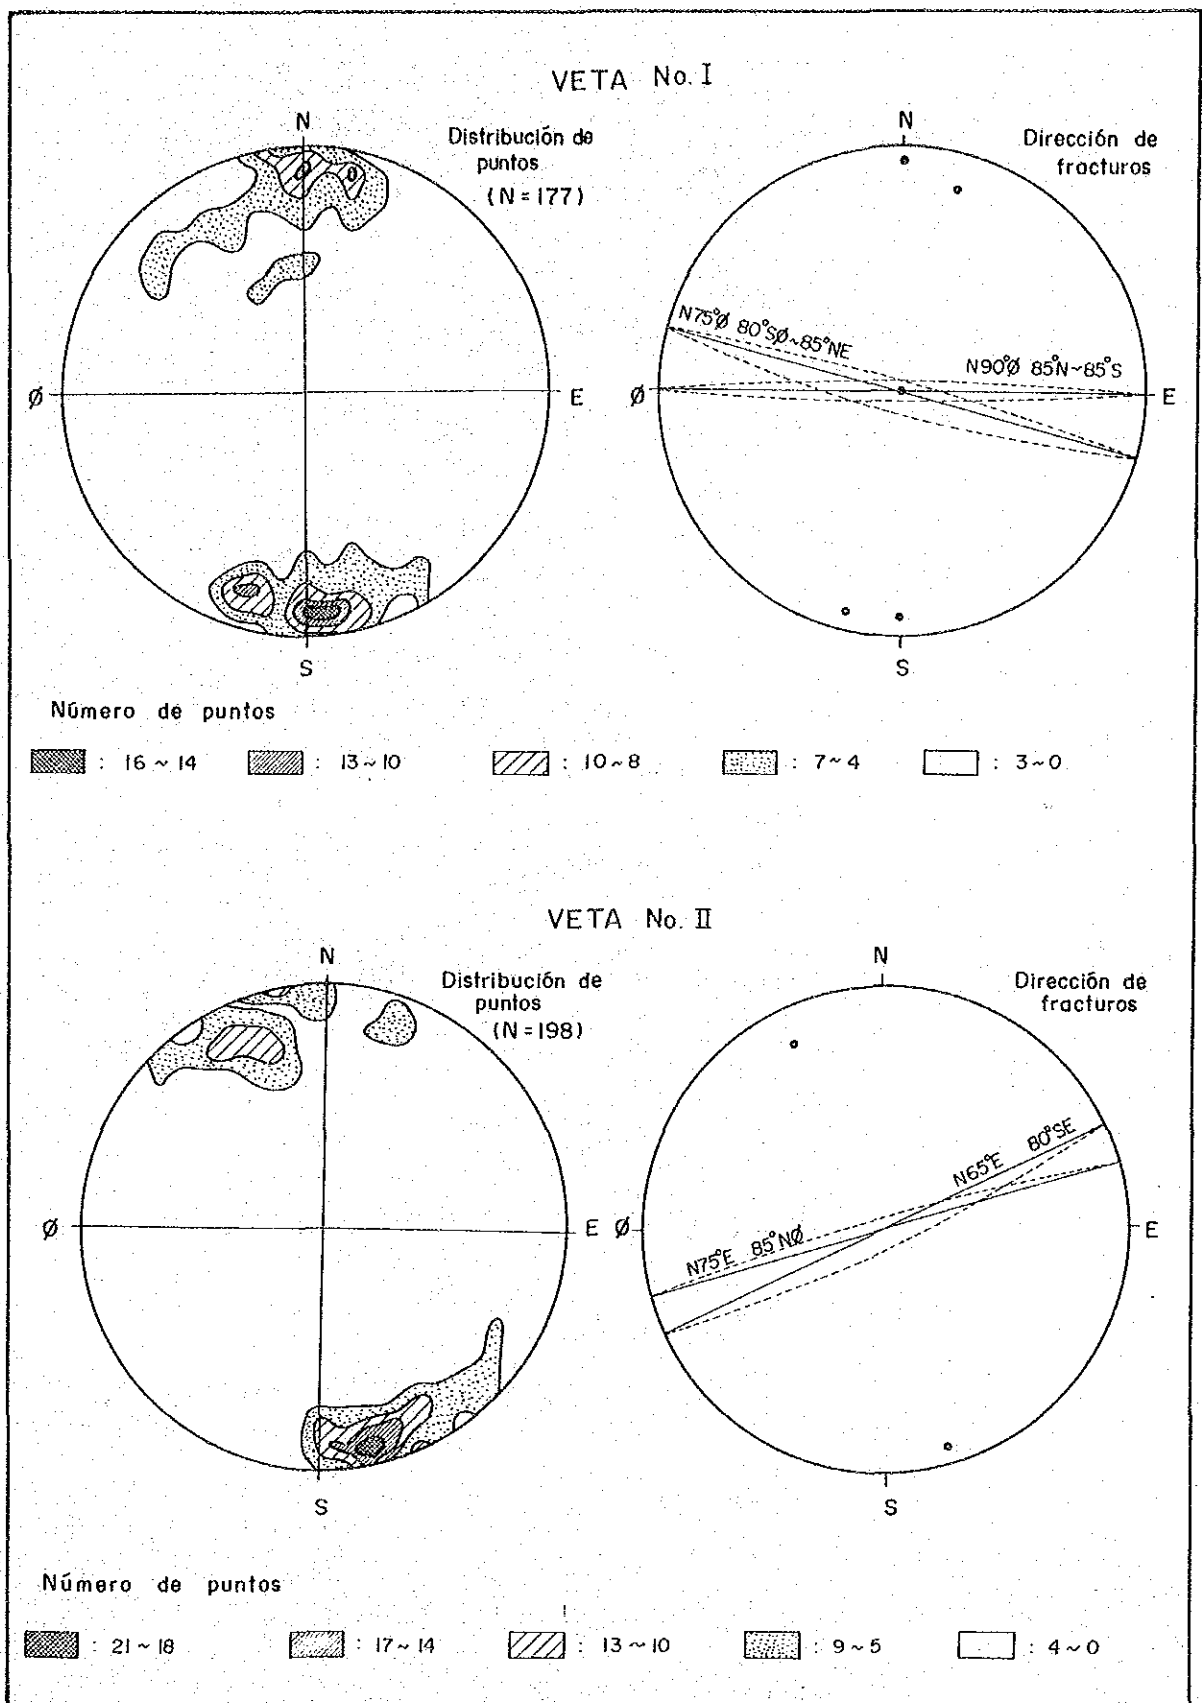 VETA No. I
N
Distribución de
puntos
(N = 177)
Ø
E
S
N
Dirección de
fracturos
N75°Ø 80°SØ~85°NE
N90°Ø 85°N~85°S
Ø
E
S
Número de puntos
: 16 ~ 14 : 13 ~ 10 : 10 ~ 8 : 7 ~ 4 : 3 ~ 0
VETA No. II
N
Distribución de
puntos
(N = 198)
Ø
E
S
N
Dirección de
fracturos
N65°E 80°SE
N75°E 85°NØ
Ø
E
S
Número de puntos
: 21 ~ 18 : 17 ~ 14 : 13 ~ 10 : 9 ~ 5 : 4 ~ 0